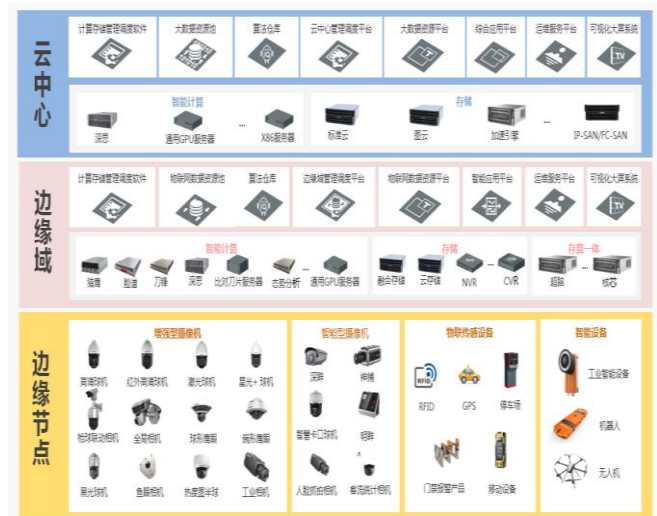 云中心
计算存储管理调度软件 大数据资源池 算法仓库 云中心管理调度平台 大数据资源平台 综合应用平台 运维服务平台 可视化大屏系统
智能计算 存储
深思 通用GPU服务器 ... X86服务器 标准云 图云 加速引擎 ... IP-SAN/FC-SAN
边缘域
计算存储管理调度软件 物联网数据资源池 算法仓库 边缘域管理调度平台 物联网数据资源平台 智能应用平台 运维服务平台 可视化大屏系统
智能计算 存储 存算一体
猎鹰 脸谱 刀锋 深思 比对刀片服务器 态势分析 ... 通用GPU服务器 融合存储 云存储 NVR ... CVR 超脑 ... 核芯
边缘节点
增强型摄像机 智能型摄像机 物联传感设备 智能设备
高清球机 红外高清球机 激光球机 星光+球机 深眸 神捕 RFID GPS 停车场 工业智能设备
枪球联动相机 全局相机 球形鹰眼 碗形鹰眼 智慧卡口球机 明眸 机器人
黑光球机 鱼眼相机 热度图半球 工业相机 人脸抓拍相机 客流统计相机 门禁报警产品 移动设备 无人机